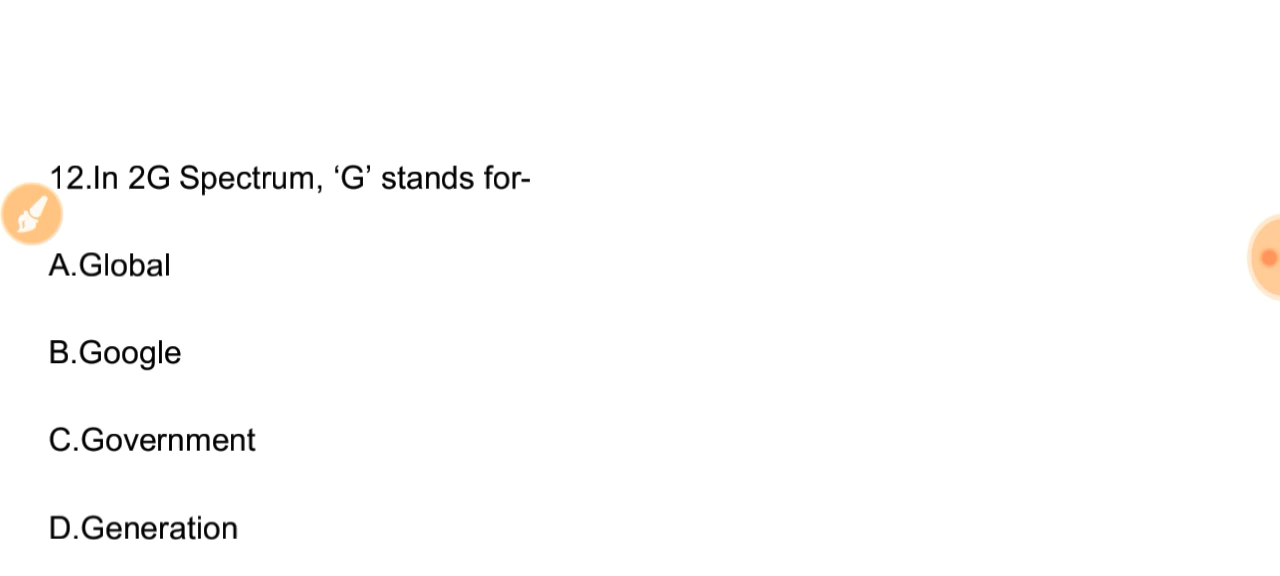 12.In 2G Spectrum, ‘G’ stands for-
A.Global
B.Google
C.Government
D.Generation